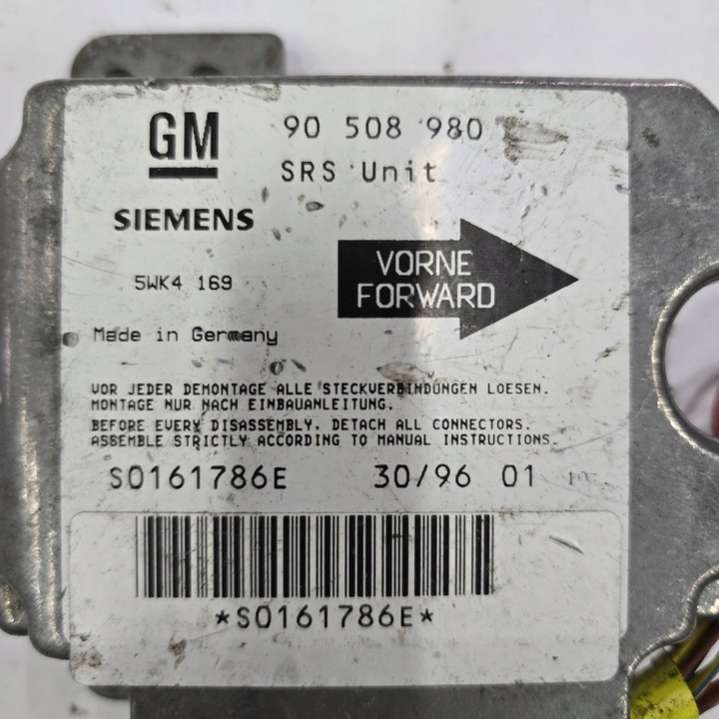 GM
90 508 980
SRS Unit
SIEMENS
5WK4 169
VORNE
FORWARD
Made in Germany
VOR JEDER DEMONTAGE ALLE STECKVERBINDUNGEN LOESEN.
MONTAGE NUR NACH EINBAUANLEITUNG.
BEFORE EVERY DISASSEMBLY, DETACH ALL CONNECTORS.
ASSEMBLE STRICTLY ACCORDING TO MANUAL INSTRUCTIONS.
S0161786E 30/96 01
*S0161786E*